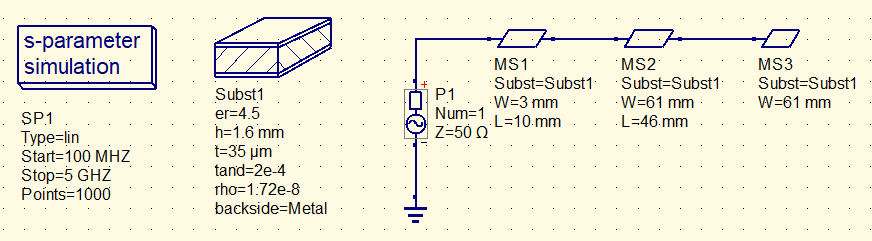 s-parameter
simulation
SP1
Type=lin
Start=100 MHZ
Stop=5 GHZ
Points=1000
Subst1
er=4.5
h=1.6 mm
t=35 µm
tand=2e-4
rho=1.72e-8
backside=Metal
+
P1
Num=1
Z=50 Ω
−
MS1
Subst=Subst1
W=3 mm
L=10 mm
MS2
Subst=Subst1
W=61 mm
L=46 mm
MS3
Subst=Subst1
W=61 mm